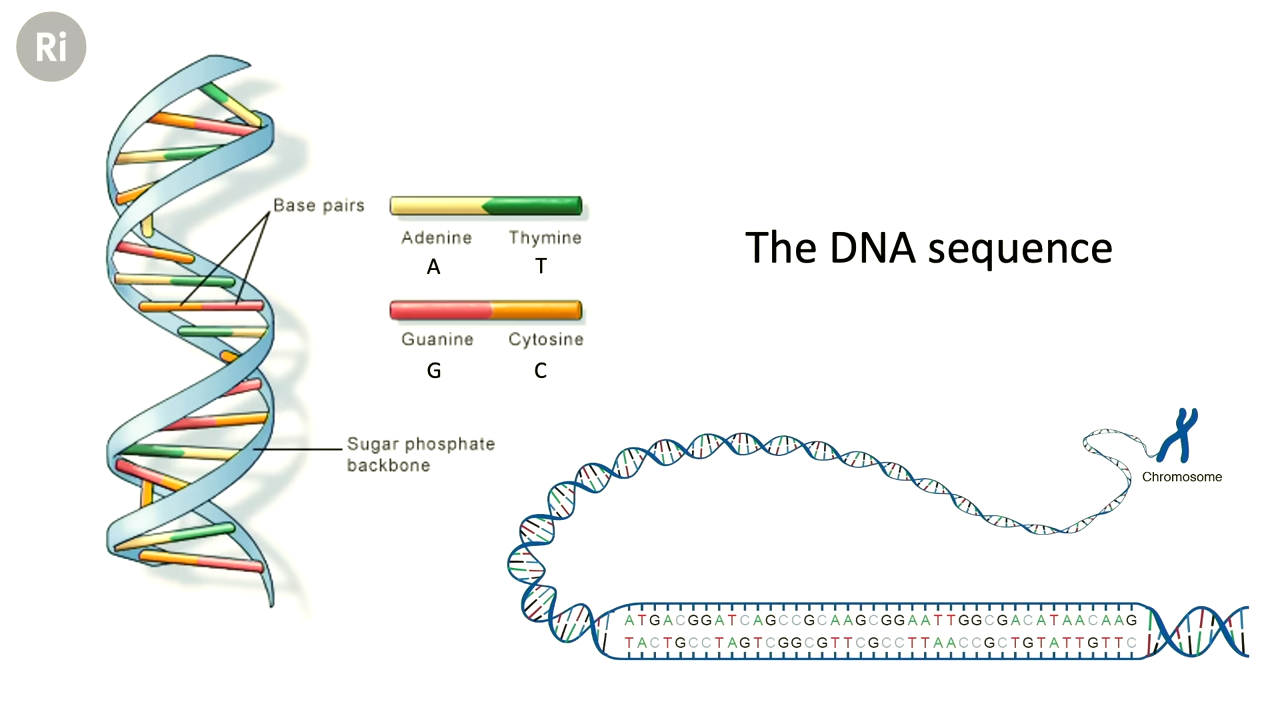 Ri
The DNA sequence
Base pairs
Adenine Thymine
A T
Guanine Cytosine
G C
Sugar phosphate
backbone
Chromosome
ATGACGGATCAGCCGCAAGCGGAATTGGCGACATAACAAG
TACTGCCTAGTCGGCGTTCGCCTTAACCGCTGTATTGTTC